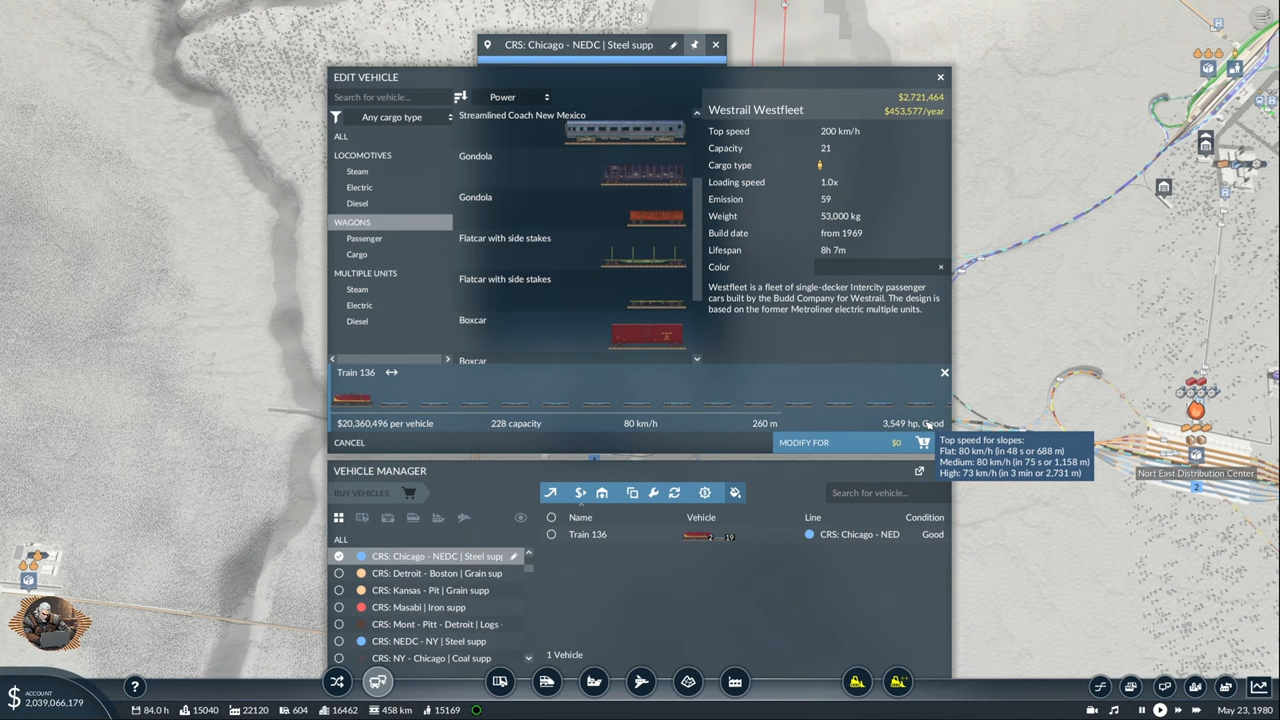 CRS: Chicago - NEDC | Steel supp
EDIT VEHICLE
Search for vehicle...
Power
Any cargo type
ALL
LOCOMOTIVES
Steam
Electric
Diesel
WAGONS
Passenger
Cargo
MULTIPLE UNITS
Steam
Electric
Diesel
Streamlined Coach New Mexico
Gondola
Gondola
Flatcar with side stakes
Flatcar with side stakes
Boxcar
Boxcar
$2,721,464
Westrail Westfleet
$453,577/year
Top speed 200 km/h
Capacity 21
Cargo type
Loading speed 1.0x
Emission 59
Weight 53,000 kg
Build date from 1969
Lifespan 8h 7m
Color
Westfleet is a fleet of single-decker Intercity passenger
cars built by the Budd Company for Westrail. The design is
based on the former Metroliner electric multiple units.
Train 136
$20,360,496 per vehicle 228 capacity 80 km/h 260 m 3,549 hp, Good
CANCEL
MODIFY FOR $0
Top speed for slopes:
Flat: 80 km/h (in 48 s or 688 m)
Medium: 80 km/h (in 75 s or 1,158 m)
High: 73 km/h (in 3 min or 2,731 m)
Nort East Distribution Center
2
VEHICLE MANAGER
BUY VEHICLES
Search for vehicle...
Name Vehicle Line Condition
Train 136 2 19 CRS: Chicago - NED Good
ALL
CRS: Chicago - NEDC | Steel supp
CRS: Detroit - Boston | Grain sup
CRS: Kansas - Pit | Grain supp
CRS: Masabi | Iron supp
CRS: Mont - Pitt - Detroit | Logs
CRS: NEDC - NY | Steel supp
CRS: NY - Chicago | Coal supp
1 Vehicle
$ ACCOUNT
2,039,066,179
?
84.0 h 15040 22120 604 16462 458 km 15169
May 23, 1980